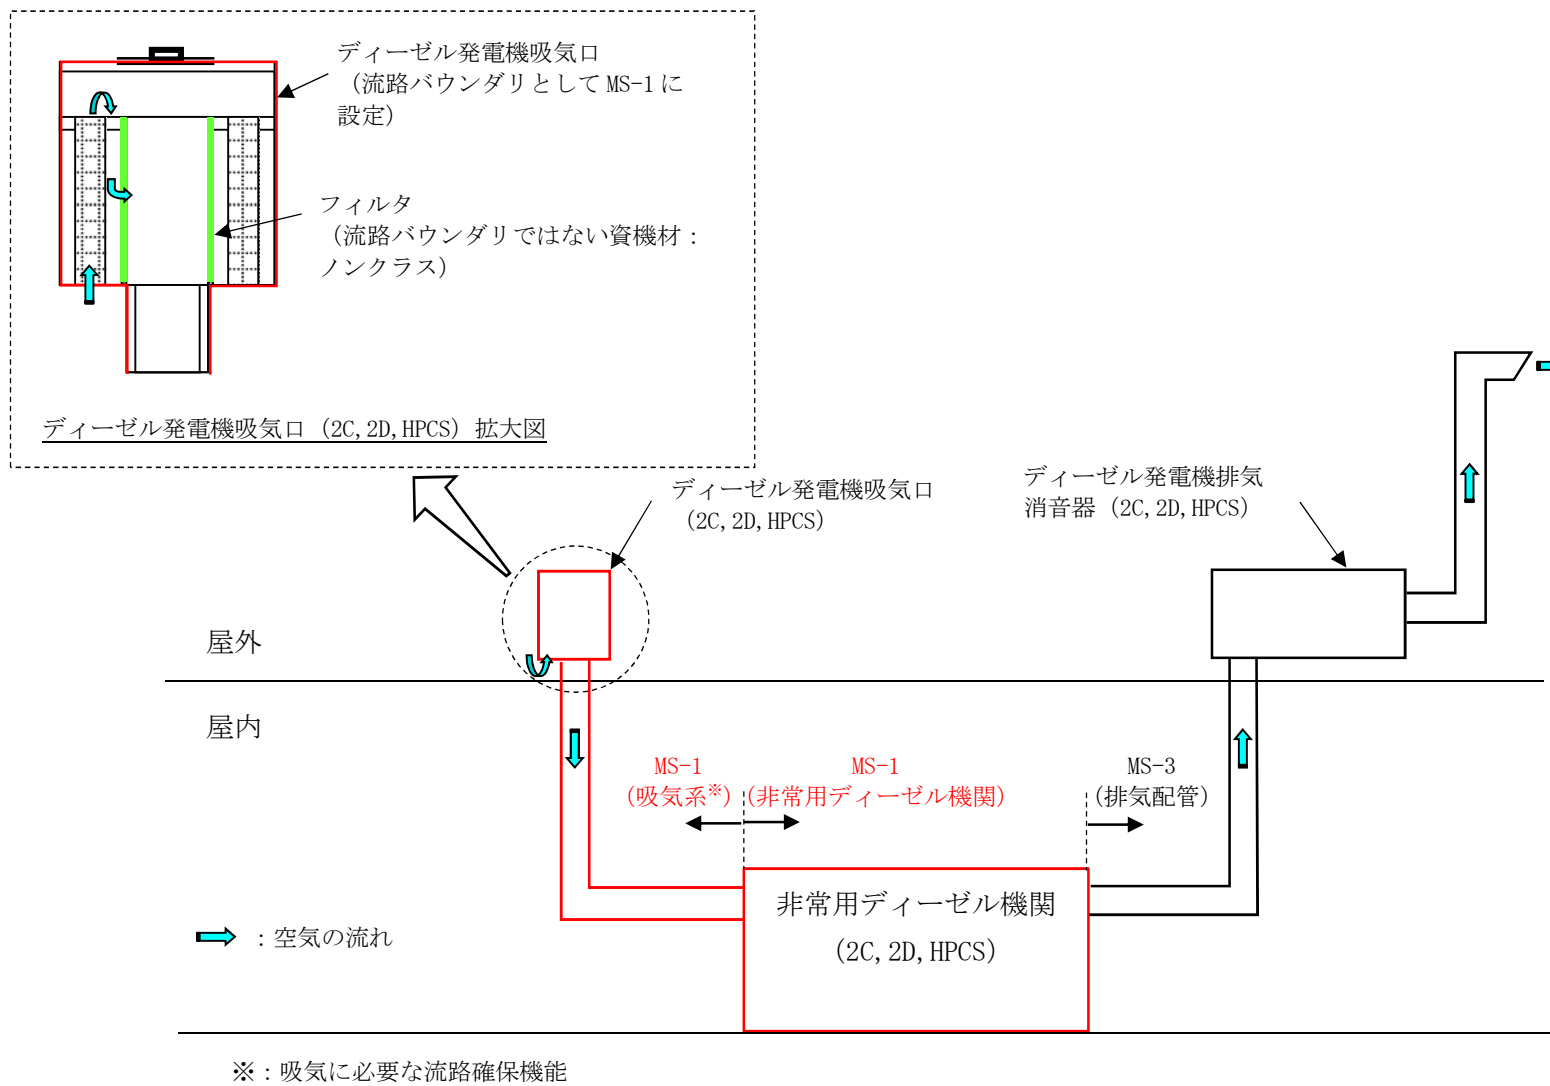 ディーゼル発電機吸気口
（流路バウンダリとして MS-1 に
設定）
フィルタ
（流路バウンダリではない資機材：
ノンクラス）
ディーゼル発電機吸気口（2C, 2D, HPCS）拡大図
ディーゼル発電機吸気口
（2C, 2D, HPCS）
ディーゼル発電機排気
消音器（2C, 2D, HPCS）
屋外
屋内
MS-1
（吸気系※）
MS-1
（非常用ディーゼル機関）
MS-3
（排気配管）
非常用ディーゼル機関
（2C, 2D, HPCS）
：空気の流れ
※：吸気に必要な流路確保機能